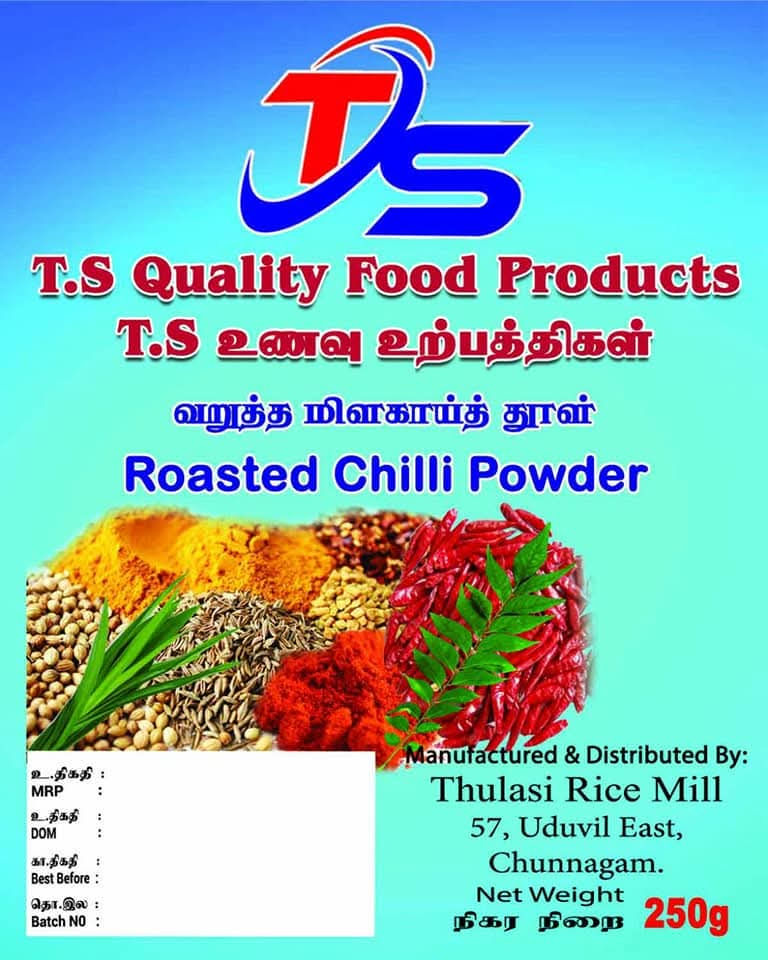 TS
T.S Quality Food Products
T.S உணவு உற்பத்திகள்
வறுத்த மிளகாய்த் தூள்
Roasted Chilli Powder
உ.திகதி :
MRP :
உ.திகதி :
DOM :
கா.திகதி :
Best Before :
தொ.இல :
Batch NO :
Manufactured & Distributed By:
Thulasi Rice Mill
57, Uduvil East,
Chunnagam.
Net Weight
நிகர நிறை 250g